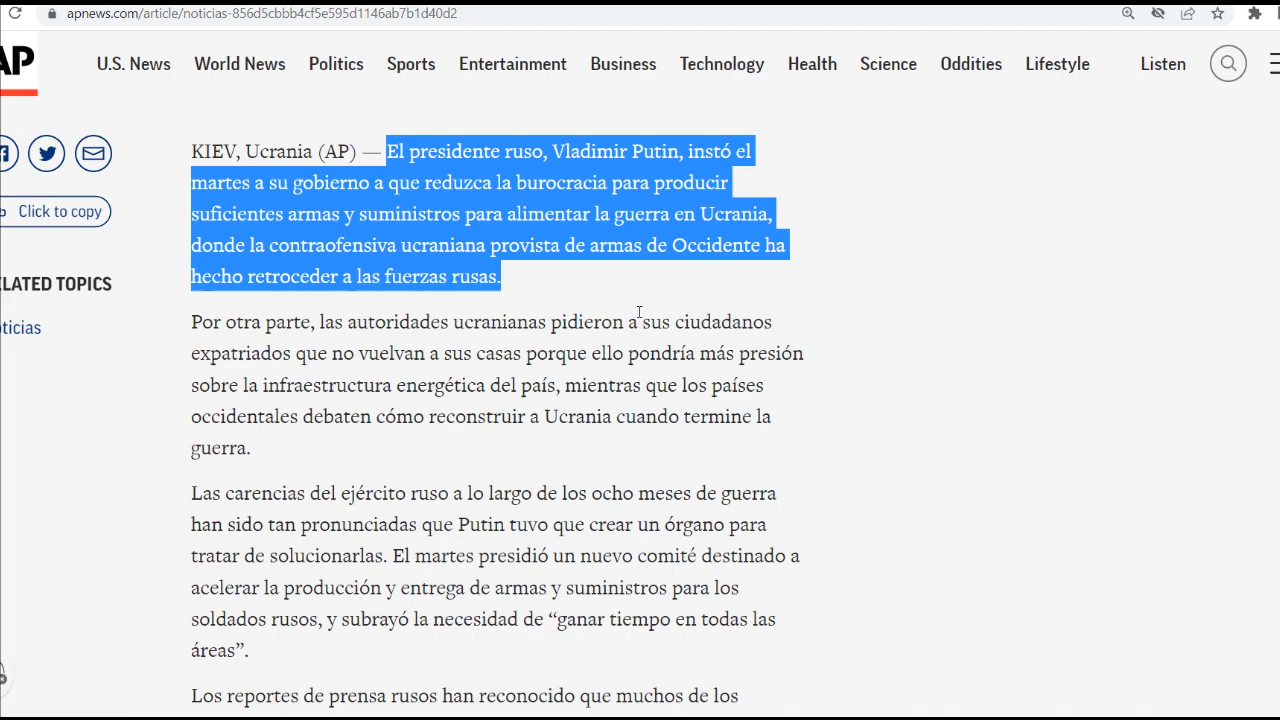 apnews.com/article/noticias-856d5cbbb4cf5e595d1146ab7b1d40d2
AP
U.S. News World News Politics Sports Entertainment Business Technology Health Science Oddities Lifestyle Listen
KIEV, Ucrania (AP) — El presidente ruso, Vladimir Putin, instó el
martes a su gobierno a que reduzca la burocracia para producir
Click to copy
suficientes armas y suministros para alimentar la guerra en Ucrania,
donde la contraofensiva ucraniana provista de armas de Occidente ha
hecho retroceder a las fuerzas rusas.
ELATED TOPICS
oticias
Por otra parte, las autoridades ucranianas pidieron a sus ciudadanos
expatriados que no vuelvan a sus casas porque ello pondría más presión
sobre la infraestructura energética del país, mientras que los países
occidentales debaten cómo reconstruir a Ucrania cuando termine la
guerra.
Las carencias del ejército ruso a lo largo de los ocho meses de guerra
han sido tan pronunciadas que Putin tuvo que crear un órgano para
tratar de solucionarlas. El martes presidió un nuevo comité destinado a
acelerar la producción y entrega de armas y suministros para los
soldados rusos, y subrayó la necesidad de “ganar tiempo en todas las
áreas”.
Los reportes de prensa rusos han reconocido que muchos de los